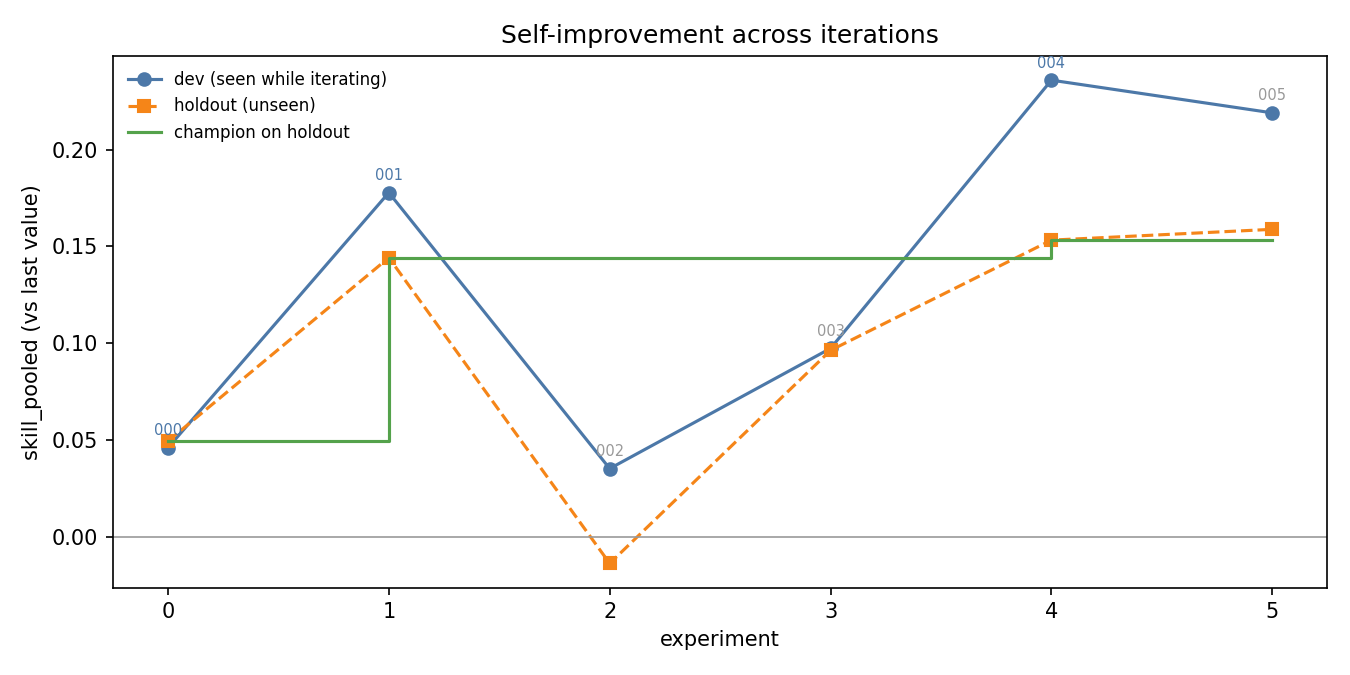 Self-improvement across iterations
dev (seen while iterating)
holdout (unseen)
champion on holdout
skill_pooled (vs last value)
0.20
0.15
0.10
0.05
0.00
000
001
002
003
004
005
0 1 2 3 4 5
experiment